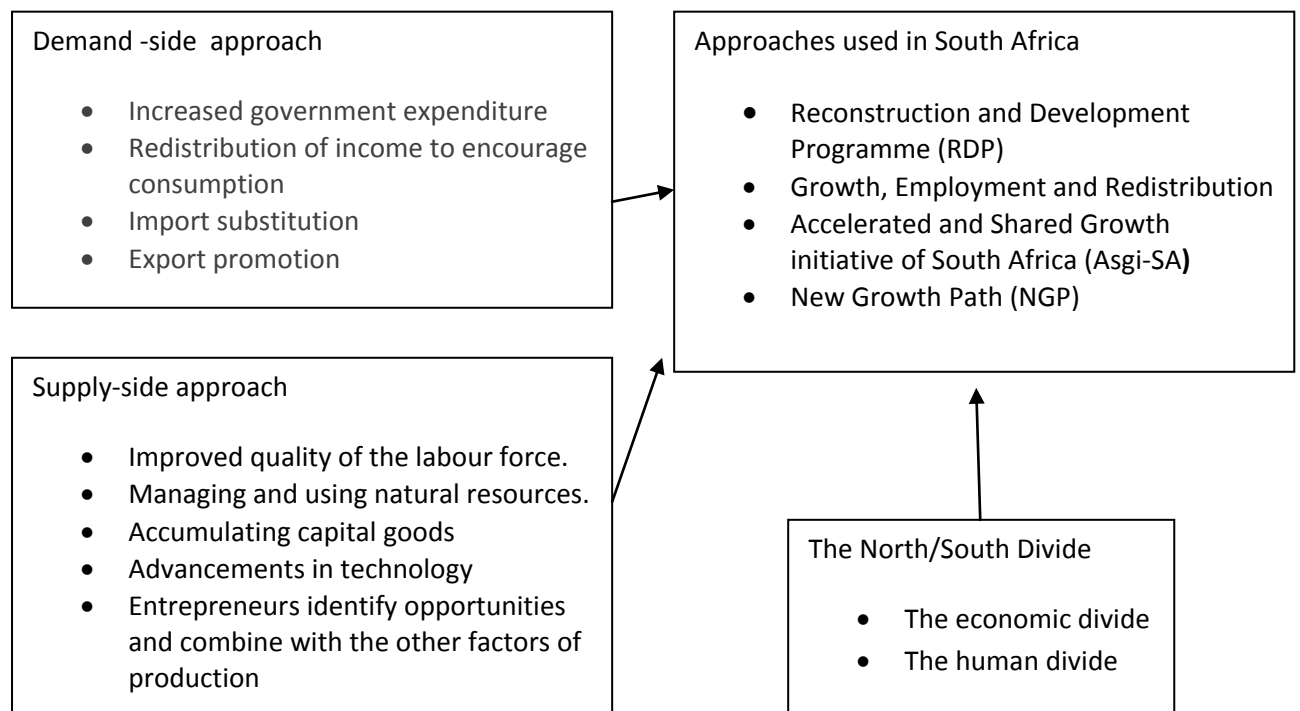 Demand -side  approach
• Increased government expenditure
• Redistribution of income to encourage
consumption
• Import substitution
• Export promotion
Approaches used in South Africa
• Reconstruction and Development
Programme (RDP)
• Growth, Employment and Redistribution
• Accelerated and Shared Growth
initiative of South Africa (Asgi-SA)
• New Growth Path (NGP)
Supply-side approach
• Improved quality of the labour force.
• Managing and using natural resources.
• Accumulating capital goods
• Advancements in technology
• Entrepreneurs identify opportunities
and combine with the other factors of
production
The North/South Divide
• The economic divide
• The human divide